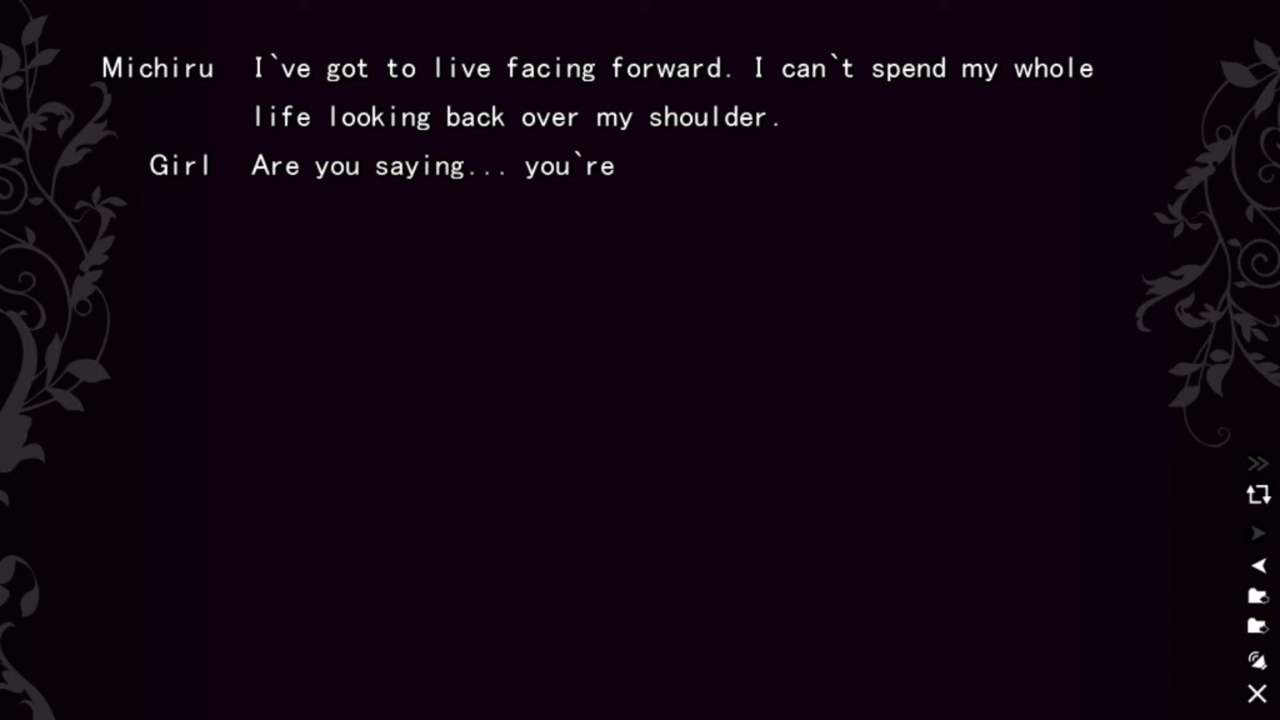 Michiru I`ve got to live facing forward. I can`t spend my whole
life looking back over my shoulder.
Girl Are you saying... you`re